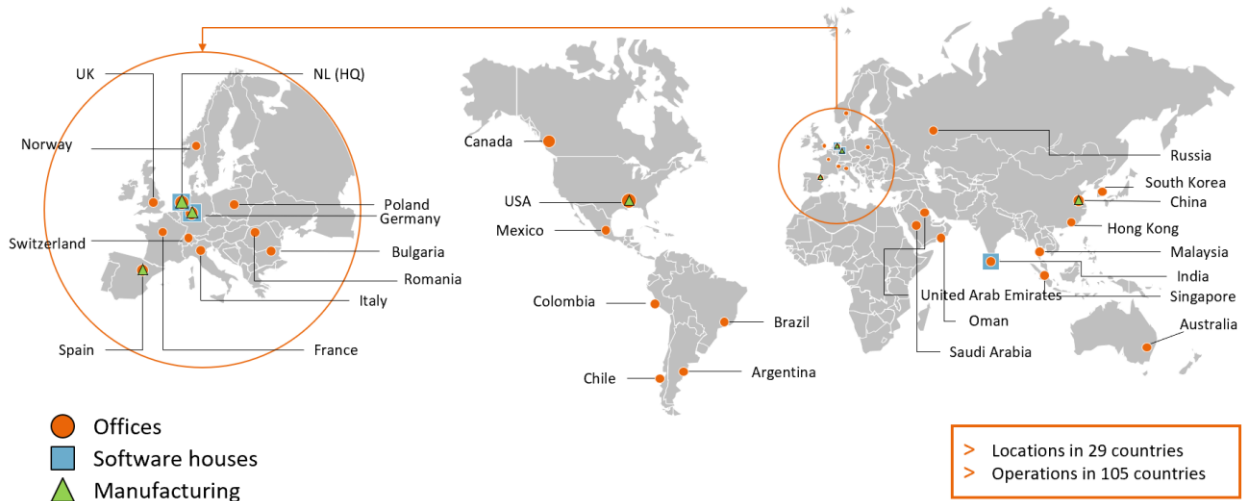 UK
NL (HQ)
Norway
Poland
Germany
Switzerland
Bulgaria
Romania
Italy
Spain
France
Canada
USA
Mexico
Colombia
Brazil
Chile
Argentina
Russia
South Korea
China
Hong Kong
Malaysia
India
United Arab Emirates
Singapore
Oman
Australia
Saudi Arabia
Offices
Software houses
Manufacturing
> Locations in 29 countries
> Operations in 105 countries